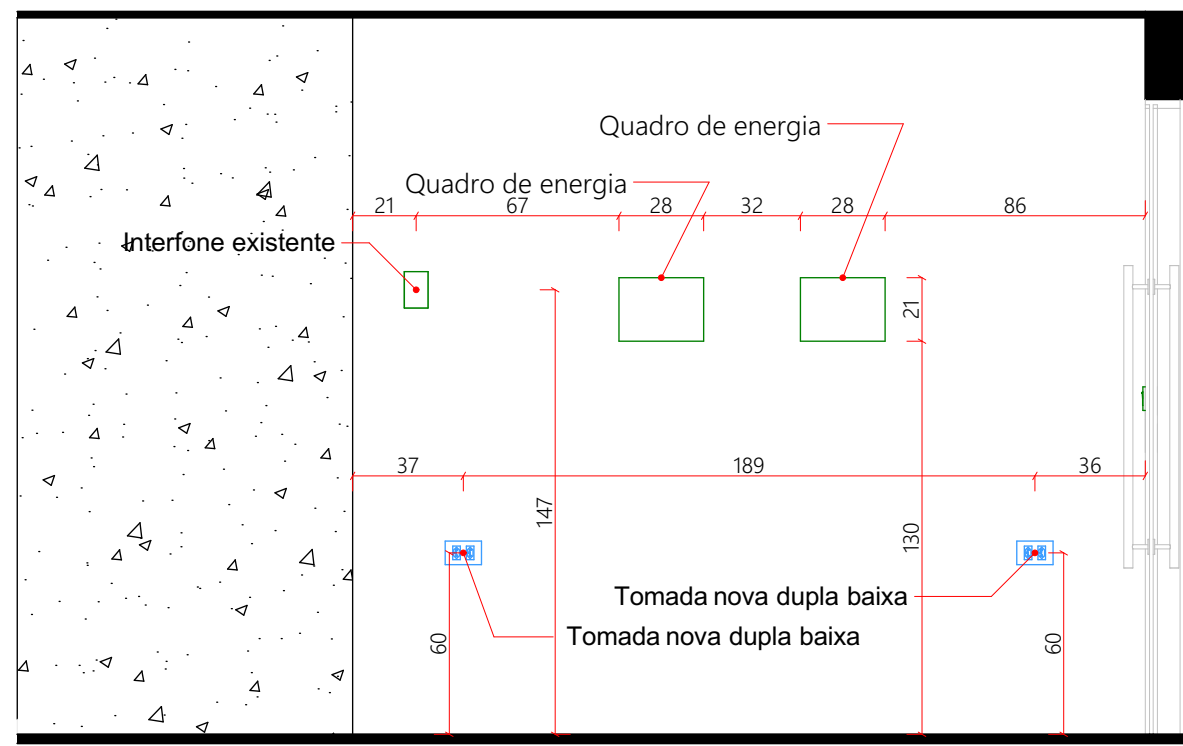 Quadro de energia
Quadro de energia
21
67
28
32
28
86
Interfone existente
21
37
189
36
147
130
Tomada nova dupla baixa
Tomada nova dupla baixa
60
60